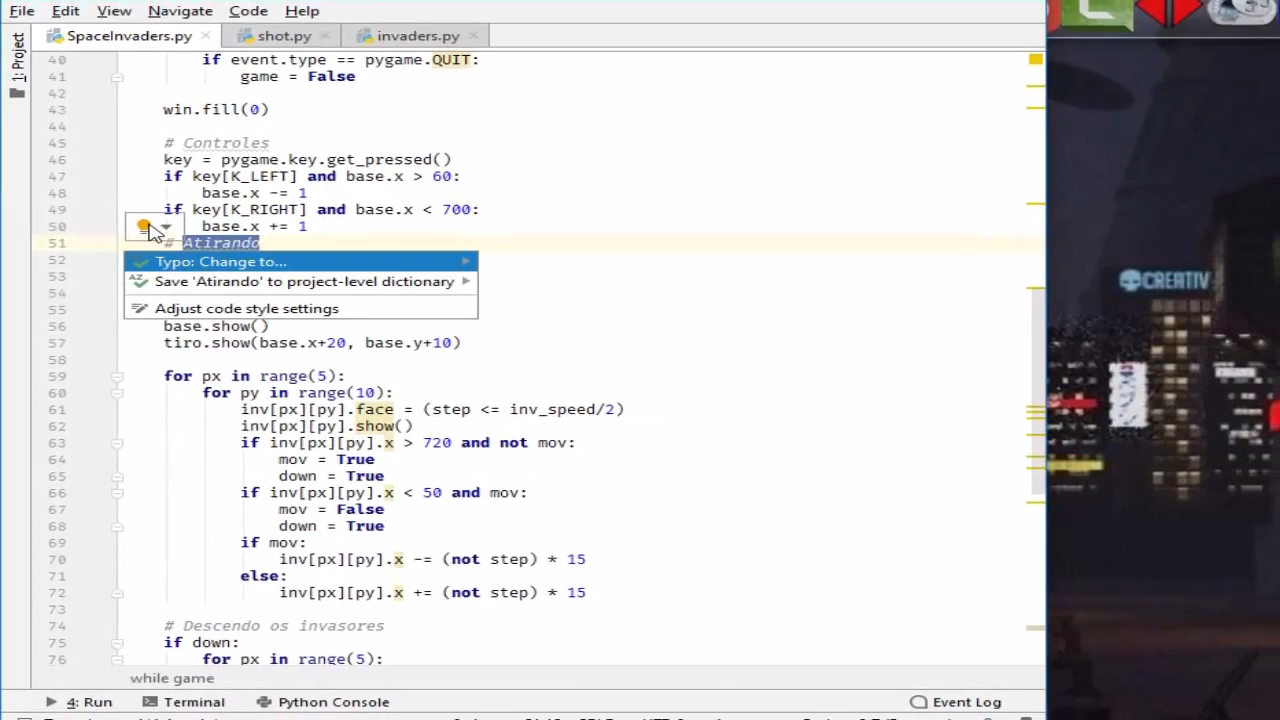 File Edit View Navigate Code Help
SpaceInvaders.py shot.py invaders.py
1: Project
40 if event.type == pygame.QUIT:
41 game = False
42
43 win.fill(0)
44
45 # Controles
46 key = pygame.key.get_pressed()
47 if key[K_LEFT] and base.x > 60:
48 base.x -= 1
49 if key[K_RIGHT] and base.x < 700:
50 base.x += 1
51 # Atirando
52 Typo: Change to...
53 Save 'Atirando' to project-level dictionary
54
55 Adjust code style settings
56 base.show()
57 tiro.show(base.x+20, base.y+10)
58
59 for px in range(5):
60 for py in range(10):
61 inv[px][py].face = (step <= inv_speed/2)
62 inv[px][py].show()
63 if inv[px][py].x > 720 and not mov:
64 mov = True
65 down = True
66 if inv[px][py].x < 50 and mov:
67 mov = False
68 down = True
69 if mov:
70 inv[px][py].x -= (not step) * 15
71 else:
72 inv[px][py].x += (not step) * 15
73
74 # Descendo os invasores
75 if down:
76 for px in range(5):
while game
4: Run Terminal Python Console Event Log
CREATIV